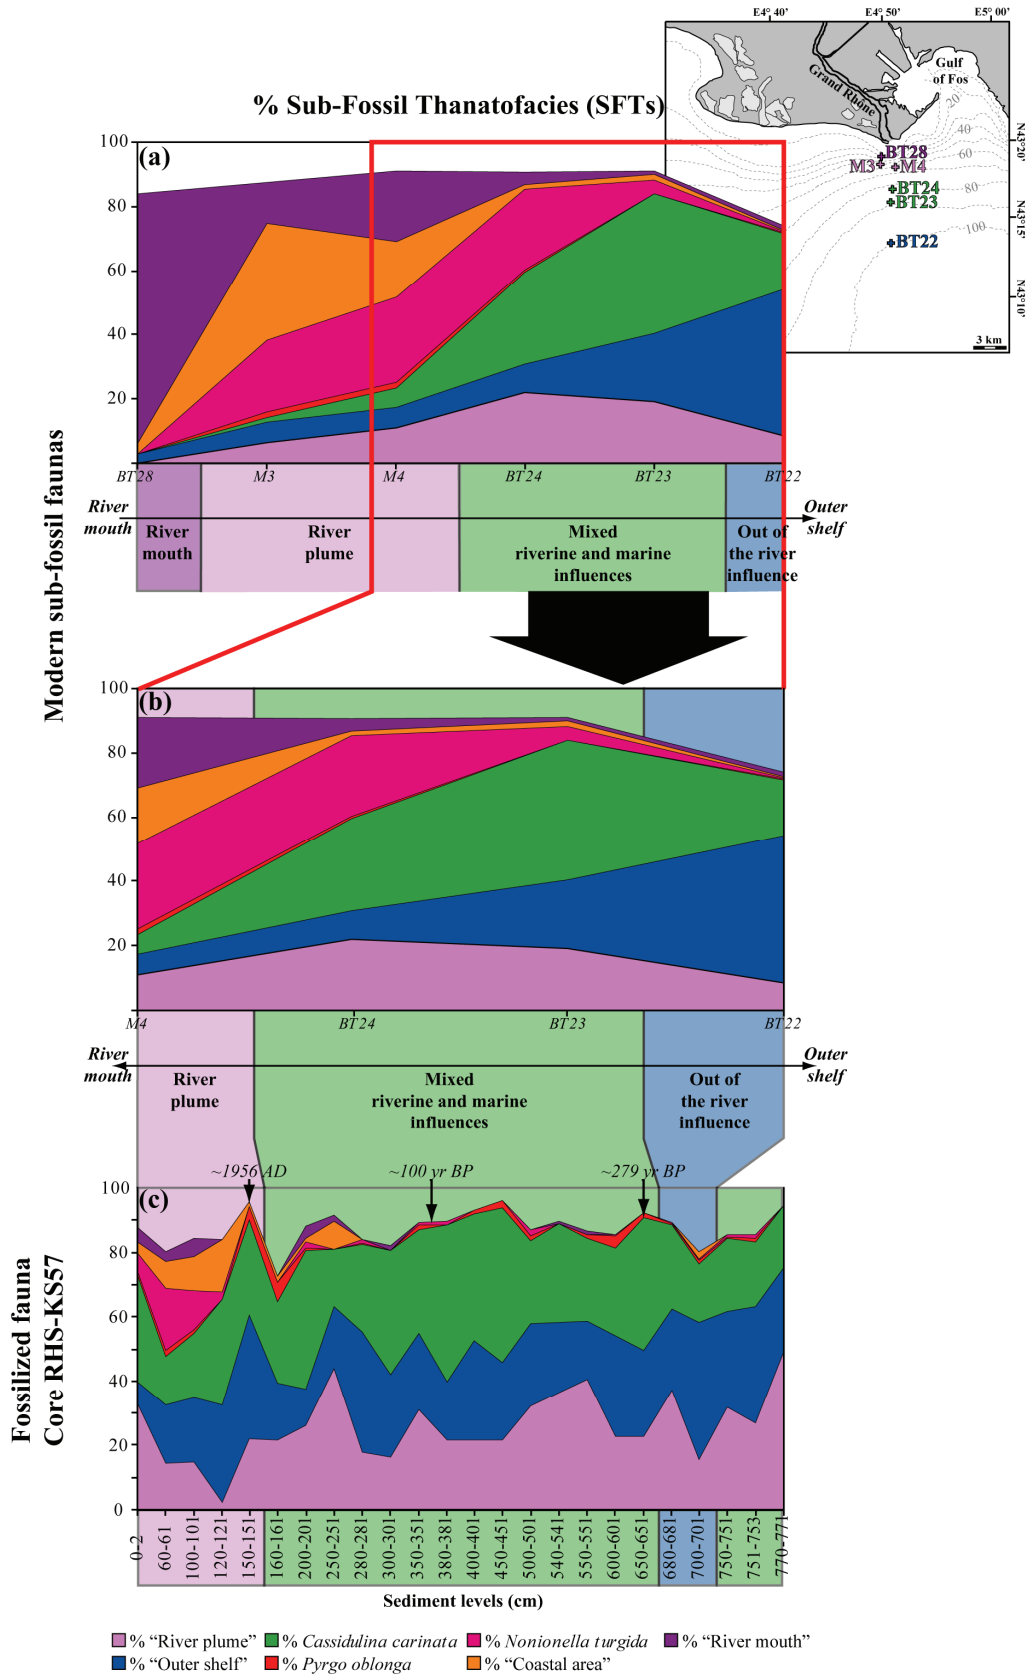 E4° 40'
E4° 50'
E5° 00'
Gulf
of Fos
Grand Rhône
20
40
60
80
100
N43°20'
N43°15'
N43°10'
BT28
M3
M4
BT24
BT23
BT22
3 km
% Sub-Fossil Thanatofacies (SFTs)
Modern sub-fossil faunas
(a)
100
80
60
40
20
BT28
M3
M4
BT24
BT23
BT22
River
mouth
Outer
shelf
River
mouth
River
plume
Mixed
riverine and marine
influences
Out of
the river
influence
(b)
100
80
60
40
20
M4
BT24
BT23
BT22
River
mouth
Outer
shelf
River
plume
Mixed
riverine and marine
influences
Out of
the river
influence
~1956 AD
~100 yr BP
~279 yr BP
Fossilized fauna
Core RHS-KS57
(c)
100
80
60
40
20
0
0-2
60-61
100-101
120-121
150-151
160-161
200-201
250-251
280-281
300-301
350-351
380-381
400-401
450-451
500-501
540-541
550-551
600-601
650-651
680-681
700-701
750-751
751-753
770-771
Sediment levels (cm)
% “River plume”
% Cassidulina carinata
% Nonionella turgida
% “River mouth”
% “Outer shelf”
% Pyrgo oblonga
% “Coastal area”